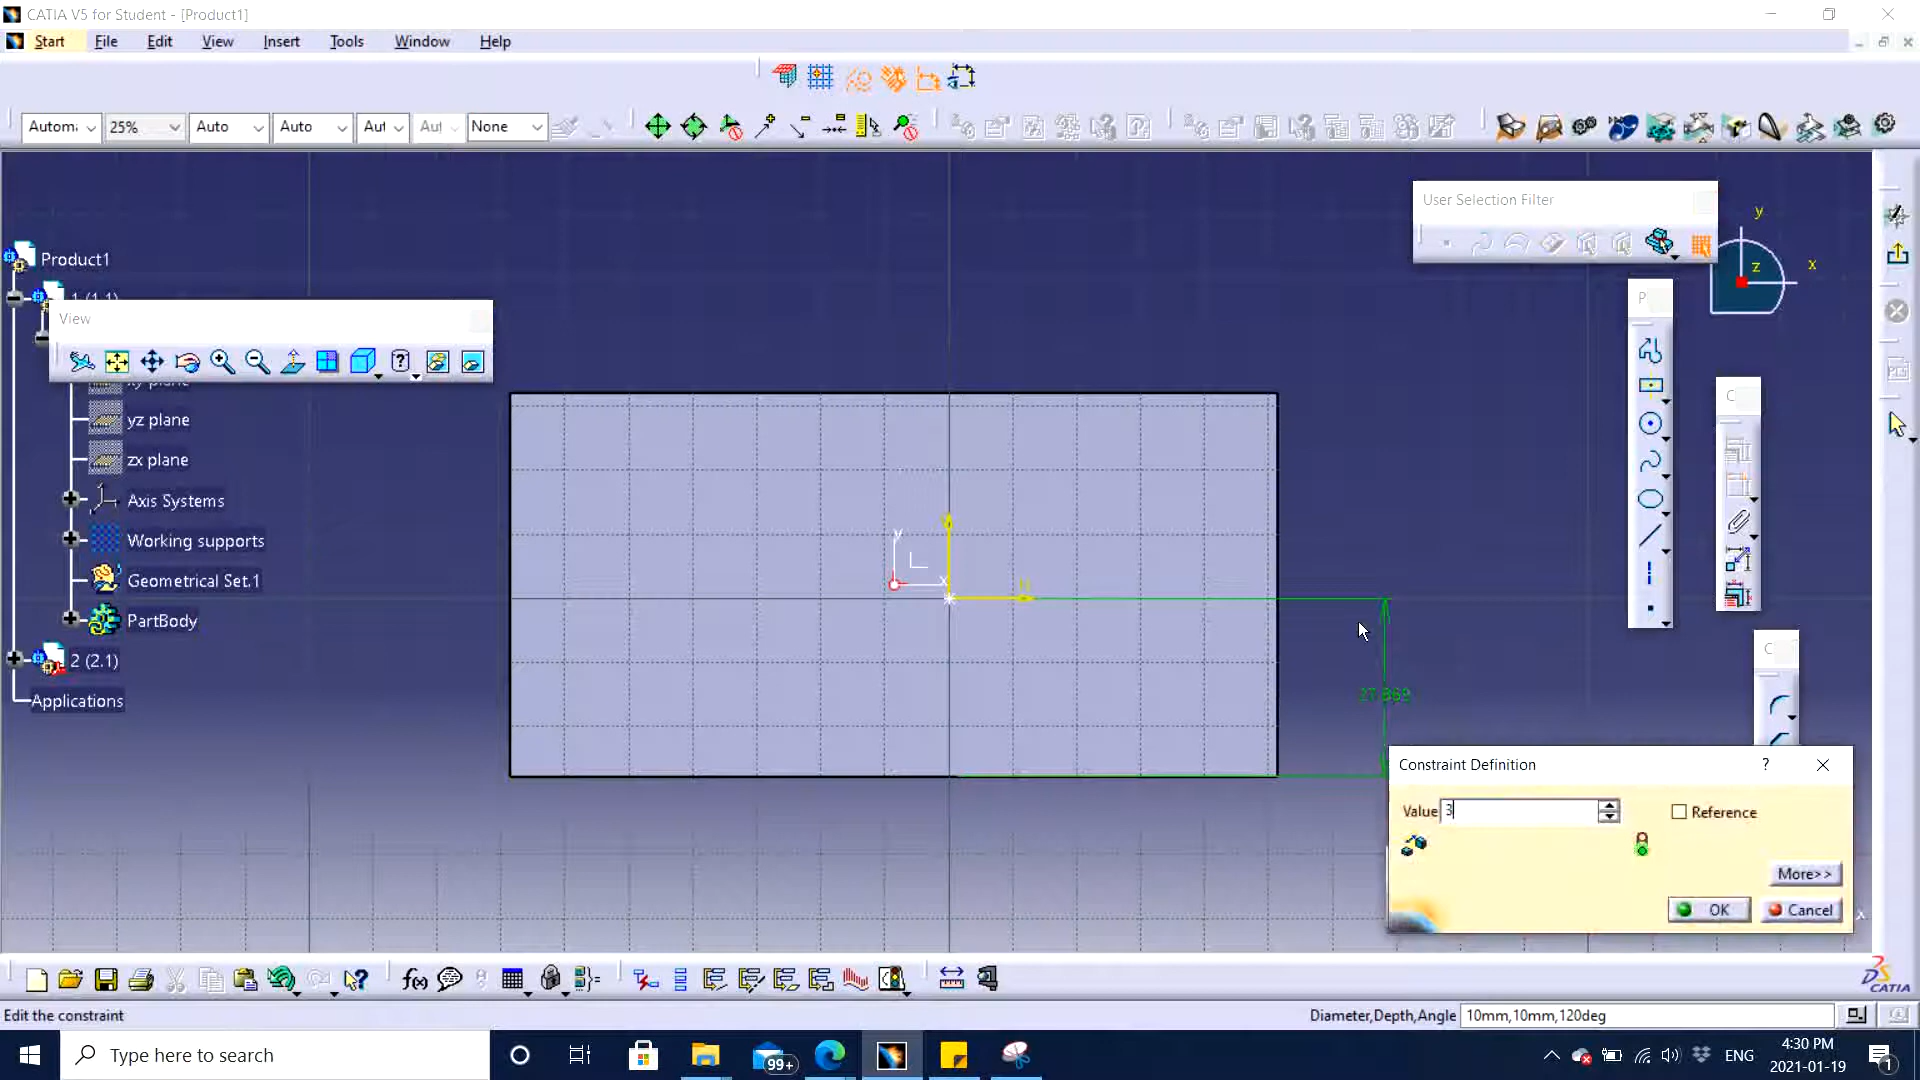 CATIA V5 for Student - [Product1]
Start File Edit View Insert Tools Window Help
25% Auto Auto Aut Aut None
User Selection Filter
y
x
z
Product1
View
P
C
yz plane
zx plane
Axis Systems
Working supports
Geometrical Set.1
PartBody
2 (2.1)
Applications
y
x
C
Constraint Definition ?
Value 3
Reference
More>>
OK Cancel
x
f(x)
CATIA
Edit the constraint
Diameter,Depth,Angle 10mm,10mm,120deg
Type here to search
99+
ENG
4:30 PM
2021-01-19
1